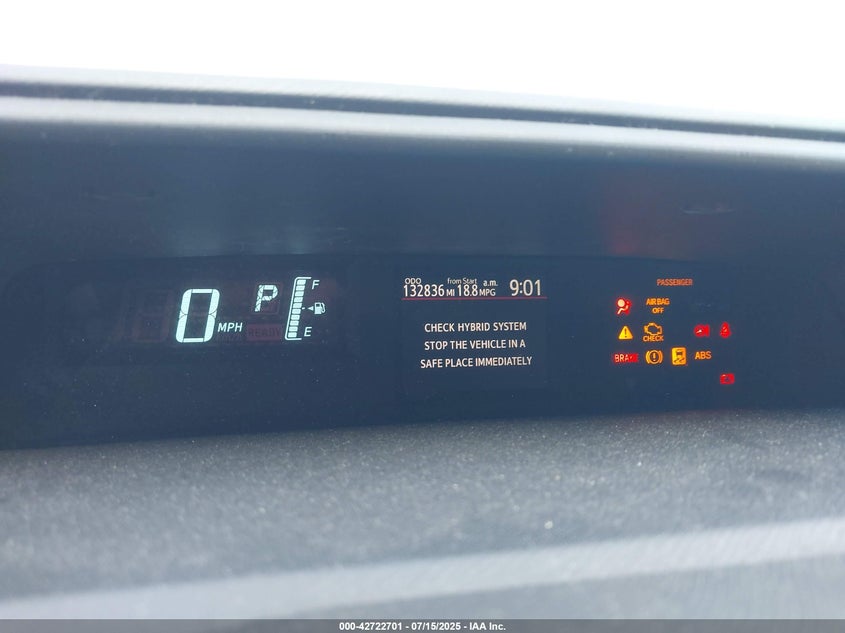 ODO from Start a.m.
132836 MI 18.8 MPG 9:01
0 MPH P F
E
READY
CHECK HYBRID SYSTEM
STOP THE VEHICLE IN A
SAFE PLACE IMMEDIATELY
PASSENGER
AIR BAG
OFF
CHECK
BRAKE ABS
000-42722701 - 07/15/2025 - IAA Inc.